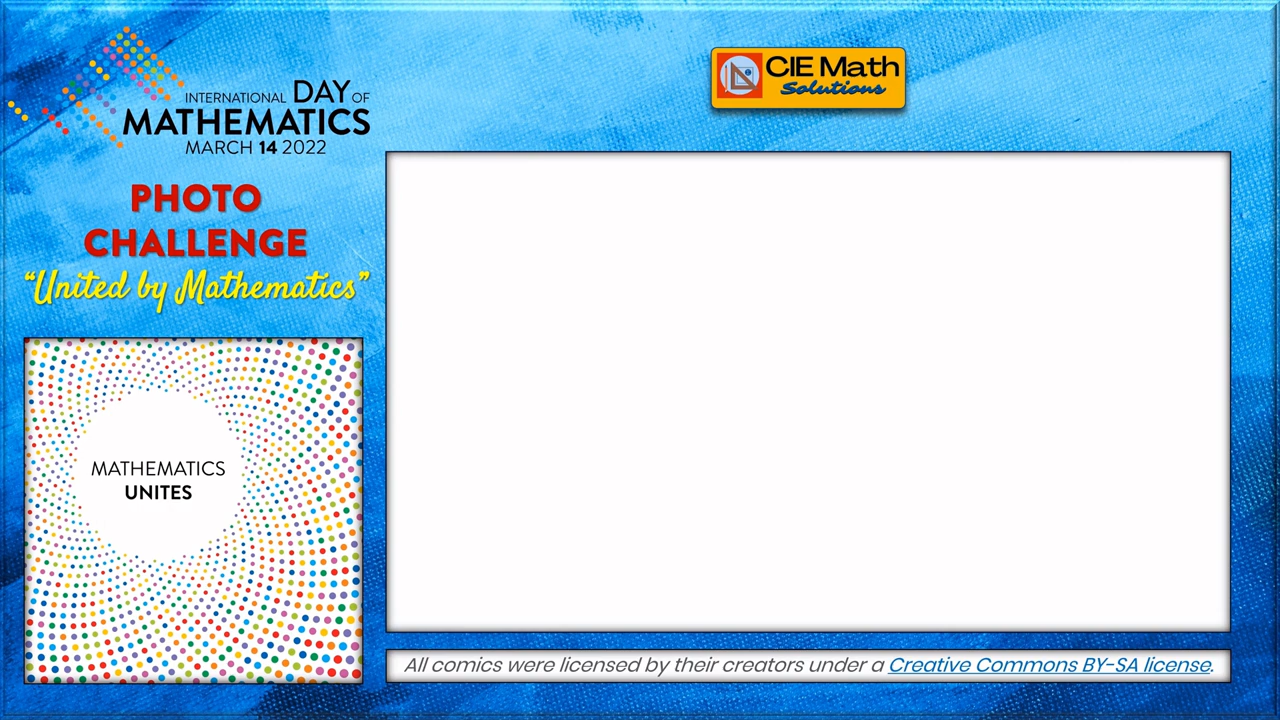 INTERNATIONAL DAY OF
MATHEMATICS
MARCH 14 2022
PHOTO
CHALLENGE
"United by Mathematics"
MATHEMATICS
UNITES
CIE Math
Solutions
All comics were licensed by their creators under a Creative Commons BY-SA license.